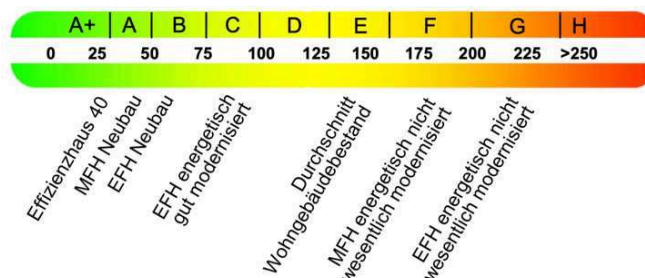 A+ A B C D E F G H
0 25 50 75 100 125 150 175 200 225 >250
Effizienzhaus 40
MFH Neubau
EFH Neubau
EFH energetisch
gut modernisiert
Durchschnitt
Wohngebäudebestand
MFH energetisch nicht
wesentlich modernisiert
EFH energetisch nicht
wesentlich modernisiert